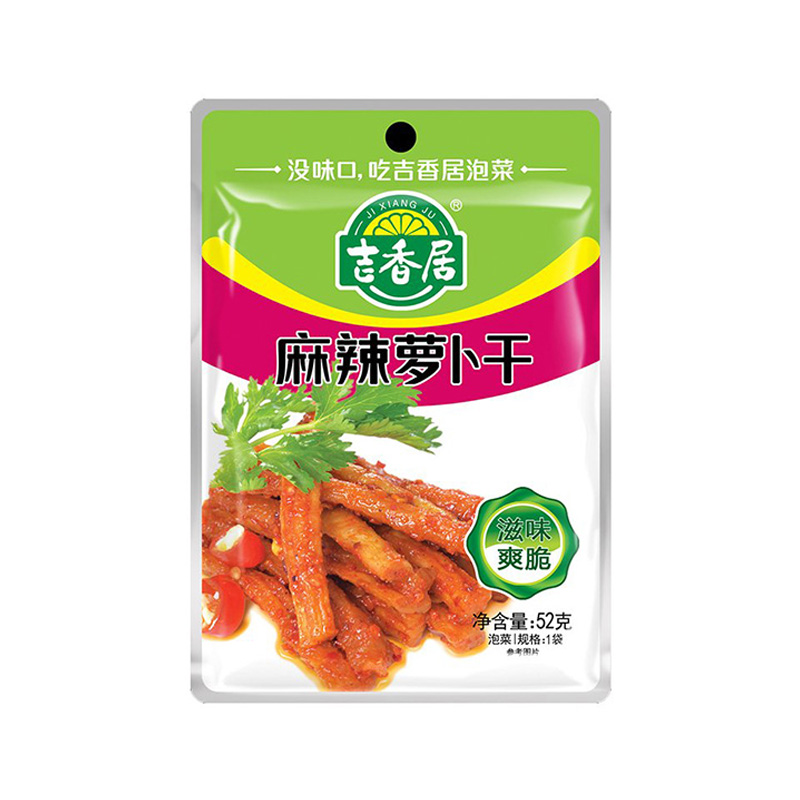 没味口,吃吉香居泡菜
JI XIANG JU
®
吉香居
麻辣萝卜干
滋味
爽脆
净含量:52克
泡菜|规格:1袋
参考图片